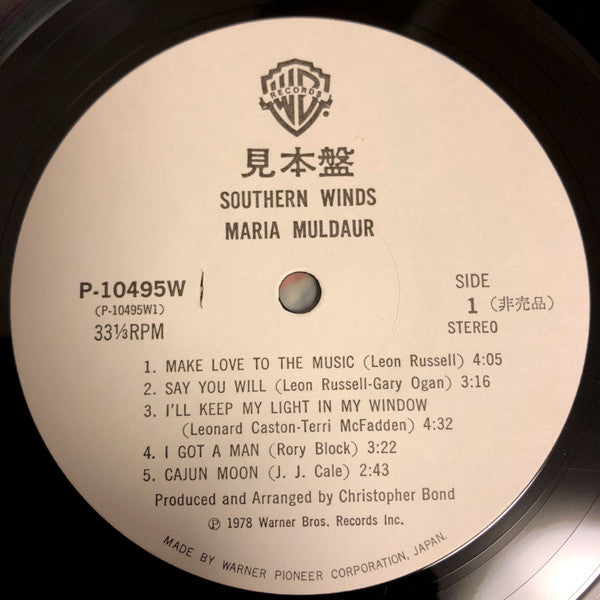 WB
RECORDS
見本盤
SOUTHERN WINDS
MARIA MULDAUR
P-10495W
(P-10495W1)
33⅓RPM
SIDE
1 (非売品)
STEREO
1. MAKE LOVE TO THE MUSIC (Leon Russell) 4:05
2. SAY YOU WILL (Leon Russell-Gary Ogan) 3:16
3. I'LL KEEP MY LIGHT IN MY WINDOW
(Leonard Caston-Terri McFadden) 4:32
4. I GOT A MAN (Rory Block) 3:22
5. CAJUN MOON (J. J. Cale) 2:43
Produced and Arranged by Christopher Bond
℗ 1978 Warner Bros. Records Inc.
MADE BY WARNER PIONEER CORPORATION, JAPAN.